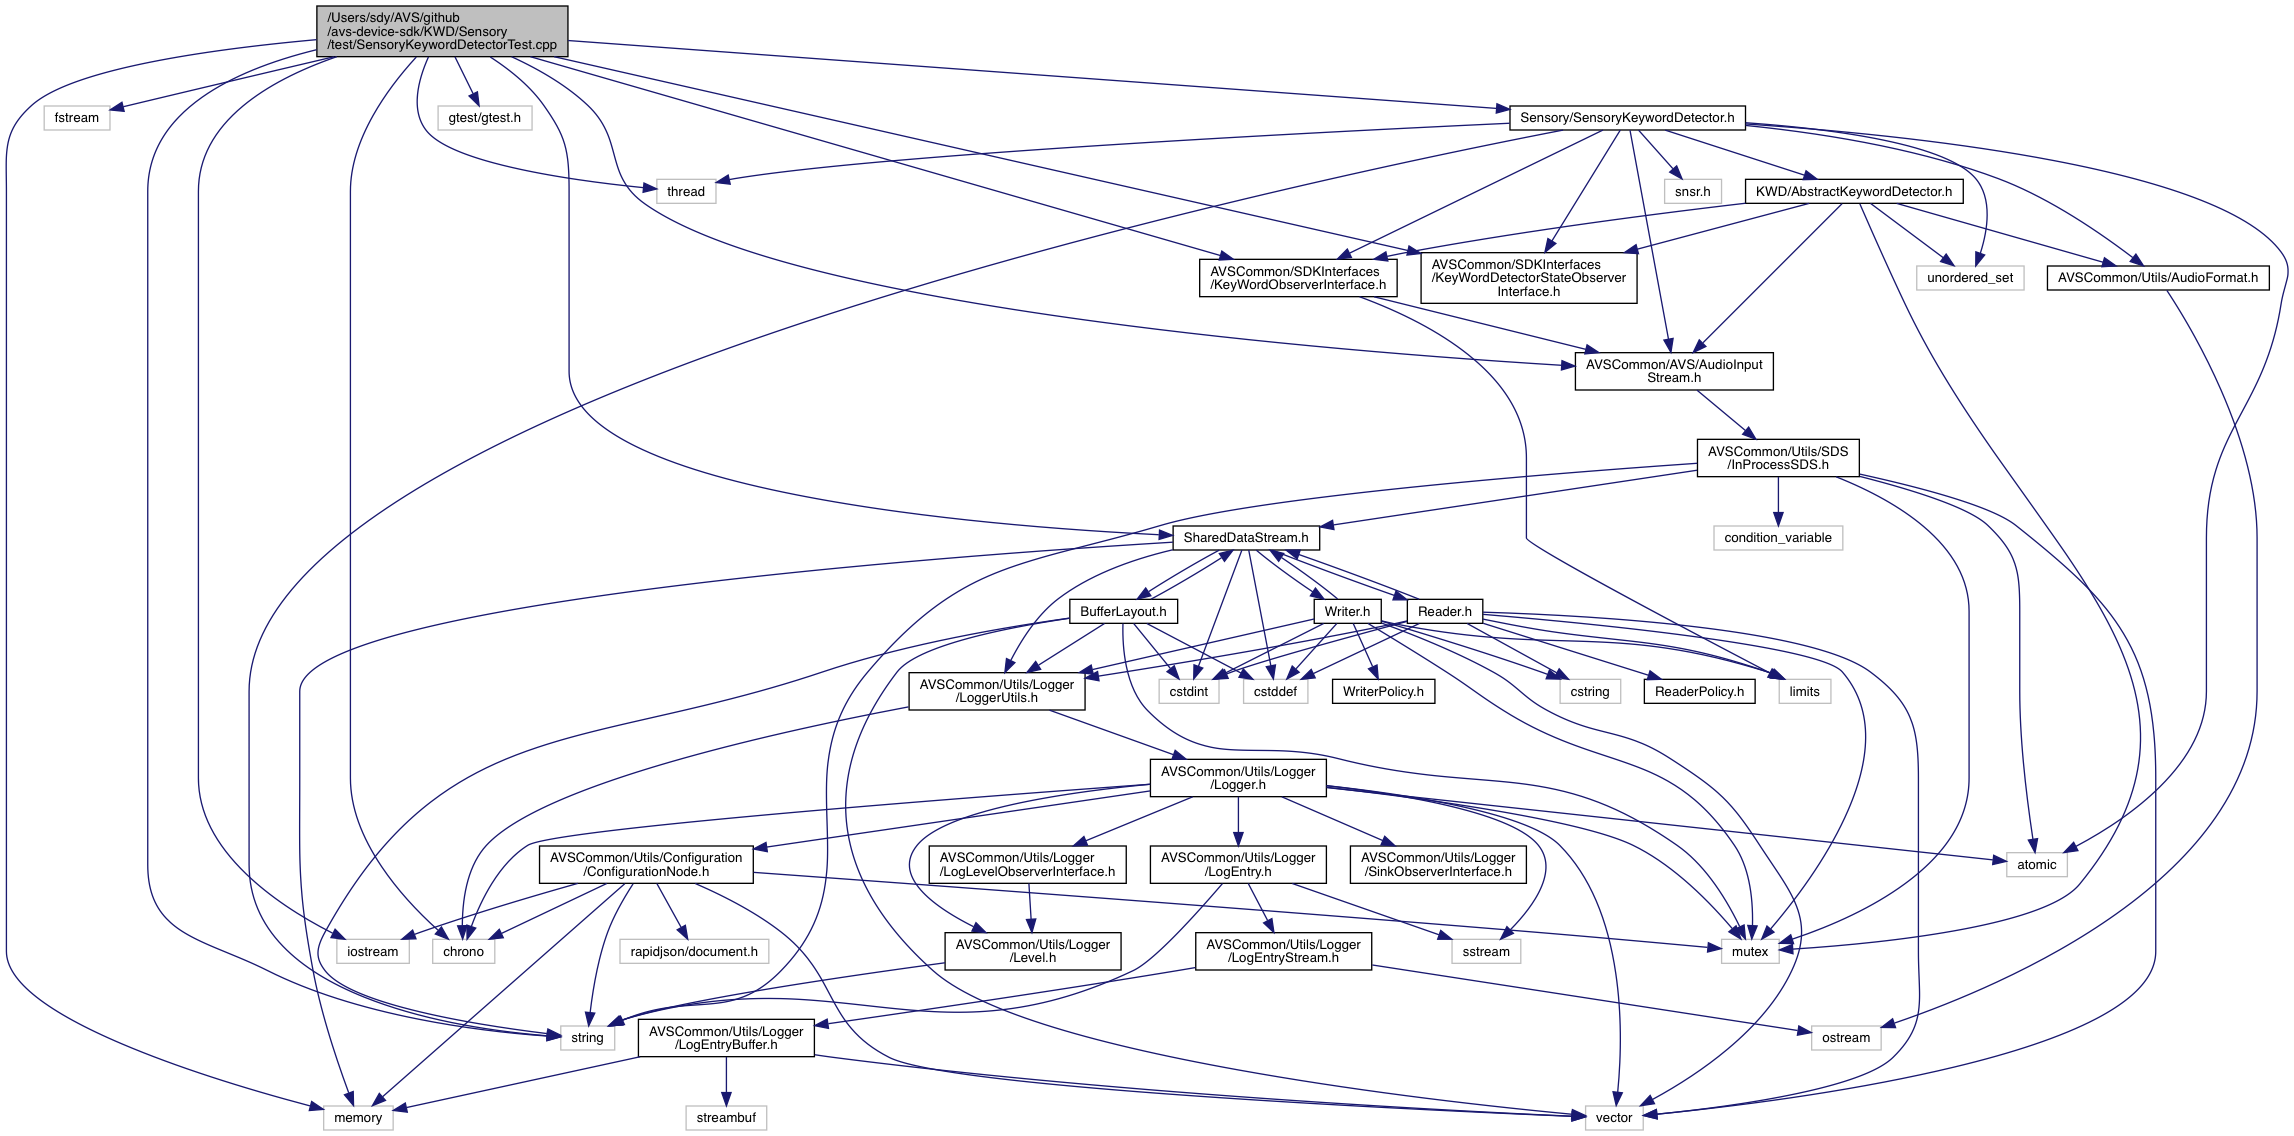 /Users/sdy/AVS/github
/avs-device-sdk/KWD/Sensory
/test/SensoryKeywordDetectorTest.cpp
fstream
gtest/gtest.h
Sensory/SensoryKeywordDetector.h
thread
snsr.h
KWD/AbstractKeywordDetector.h
AVSCommon/SDKInterfaces
/KeyWordObserverInterface.h
AVSCommon/SDKInterfaces
/KeyWordDetectorStateObserver
Interface.h
unordered_set
AVSCommon/Utils/AudioFormat.h
AVSCommon/AVS/AudioInput
Stream.h
AVSCommon/Utils/SDS
/InProcessSDS.h
SharedDataStream.h
condition_variable
BufferLayout.h
Writer.h
Reader.h
AVSCommon/Utils/Logger
/LoggerUtils.h
cstdint
cstddef
WriterPolicy.h
cstring
ReaderPolicy.h
limits
AVSCommon/Utils/Logger
/Logger.h
AVSCommon/Utils/Configuration
/ConfigurationNode.h
AVSCommon/Utils/Logger
/LogLevelObserverInterface.h
AVSCommon/Utils/Logger
/LogEntry.h
AVSCommon/Utils/Logger
/SinkObserverInterface.h
atomic
iostream
chrono
rapidjson/document.h
AVSCommon/Utils/Logger
/Level.h
AVSCommon/Utils/Logger
/LogEntryStream.h
sstream
mutex
string
AVSCommon/Utils/Logger
/LogEntryBuffer.h
ostream
memory
streambuf
vector